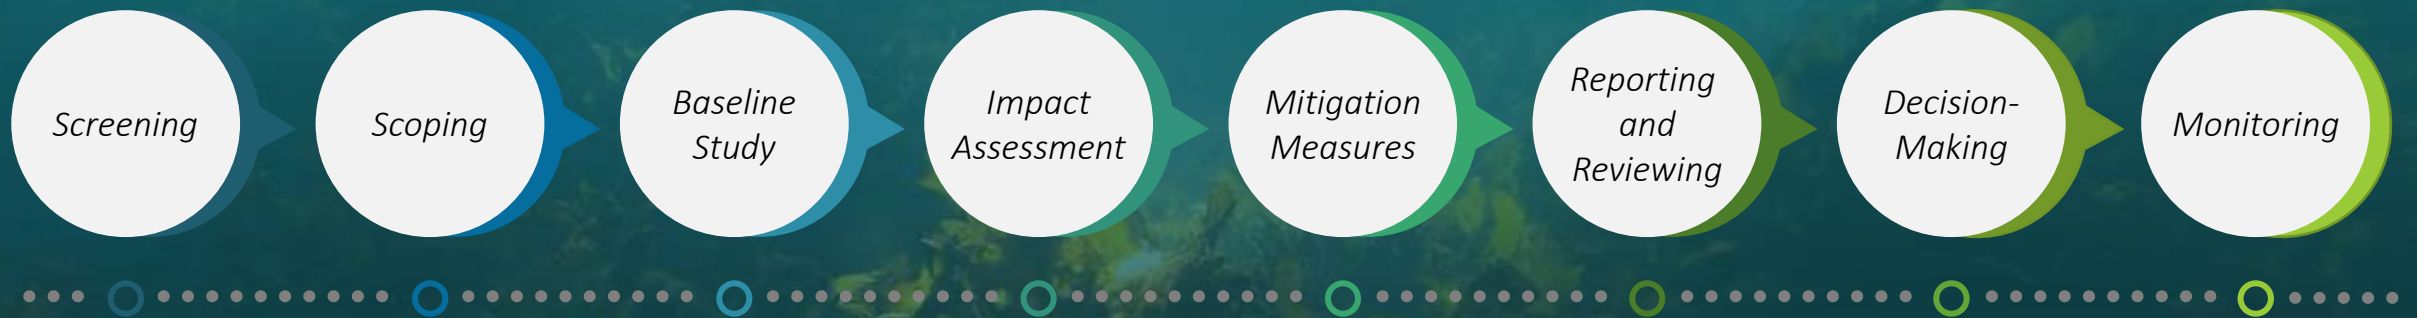 Screening
Scoping
Baseline
Study
Impact
Assessment
Mitigation
Measures
Reporting
and
Reviewing
Decision-
Making
Monitoring